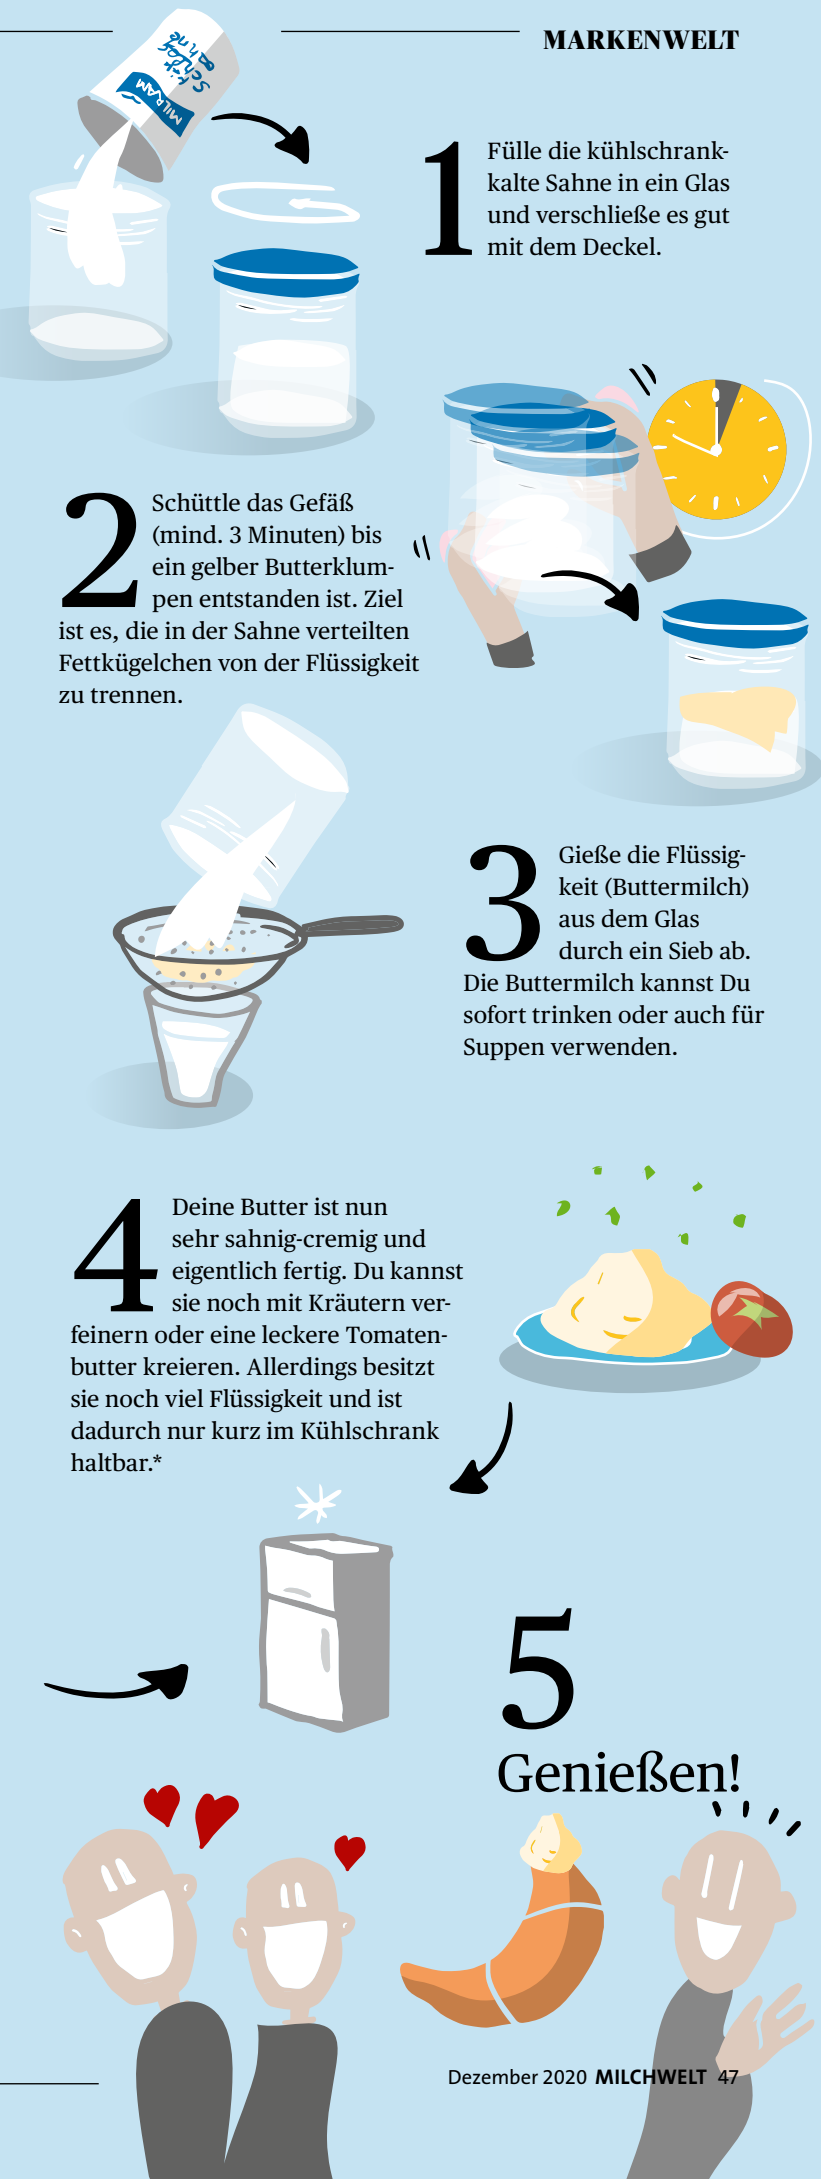 MARKENWELT
frische
Schlag
sahne
MILRAM
1
Fülle die kühlschrank-
kalte Sahne in ein Glas
und verschließe es gut
mit dem Deckel.
2
Schüttle das Gefäß
(mind. 3 Minuten) bis
ein gelber Butterklum-
pen entstanden ist. Ziel
ist es, die in der Sahne verteilten
Fettkügelchen von der Flüssigkeit
zu trennen.
3
Gieße die Flüssig-
keit (Buttermilch)
aus dem Glas
durch ein Sieb ab.
Die Buttermilch kannst Du
sofort trinken oder auch für
Suppen verwenden.
4
Deine Butter ist nun
sehr sahnig-cremig und
eigentlich fertig. Du kannst
sie noch mit Kräutern ver-
feinern oder eine leckere Tomaten-
butter kreieren. Allerdings besitzt
sie noch viel Flüssigkeit und ist
dadurch nur kurz im Kühlschrank
haltbar.*
5
Genießen!
Dezember 2020 MILCHWELT 47